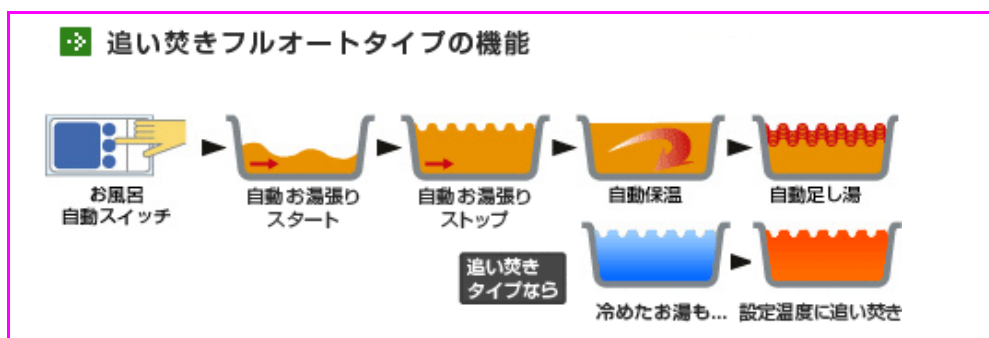 追い焚きフルオートタイプの機能
お風呂
自動スイッチ
自動お湯張り
スタート
自動お湯張り
ストップ
自動保温
自動足し湯
追い焚き
タイプなら
冷めたお湯も...
設定温度に追い焚き